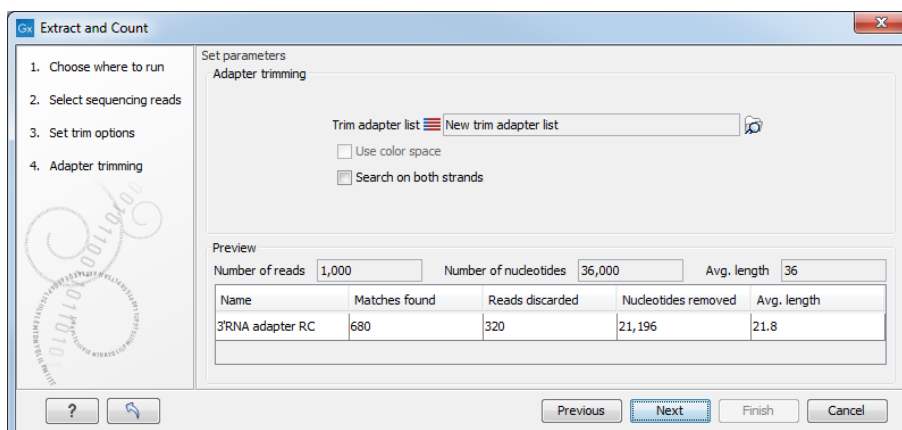 Gx Extract and Count
1. Choose where to run
2. Select sequencing reads
3. Set trim options
4. Adapter trimming
Set parameters
Adapter trimming
Trim adapter list New trim adapter list
Use color space
Search on both strands
Preview
Number of reads 1,000 Number of nucleotides 36,000 Avg. length 36
Name Matches found Reads discarded Nucleotides removed Avg. length
3'RNA adapter RC 680 320 21,196 21.8
? Previous Next Finish Cancel